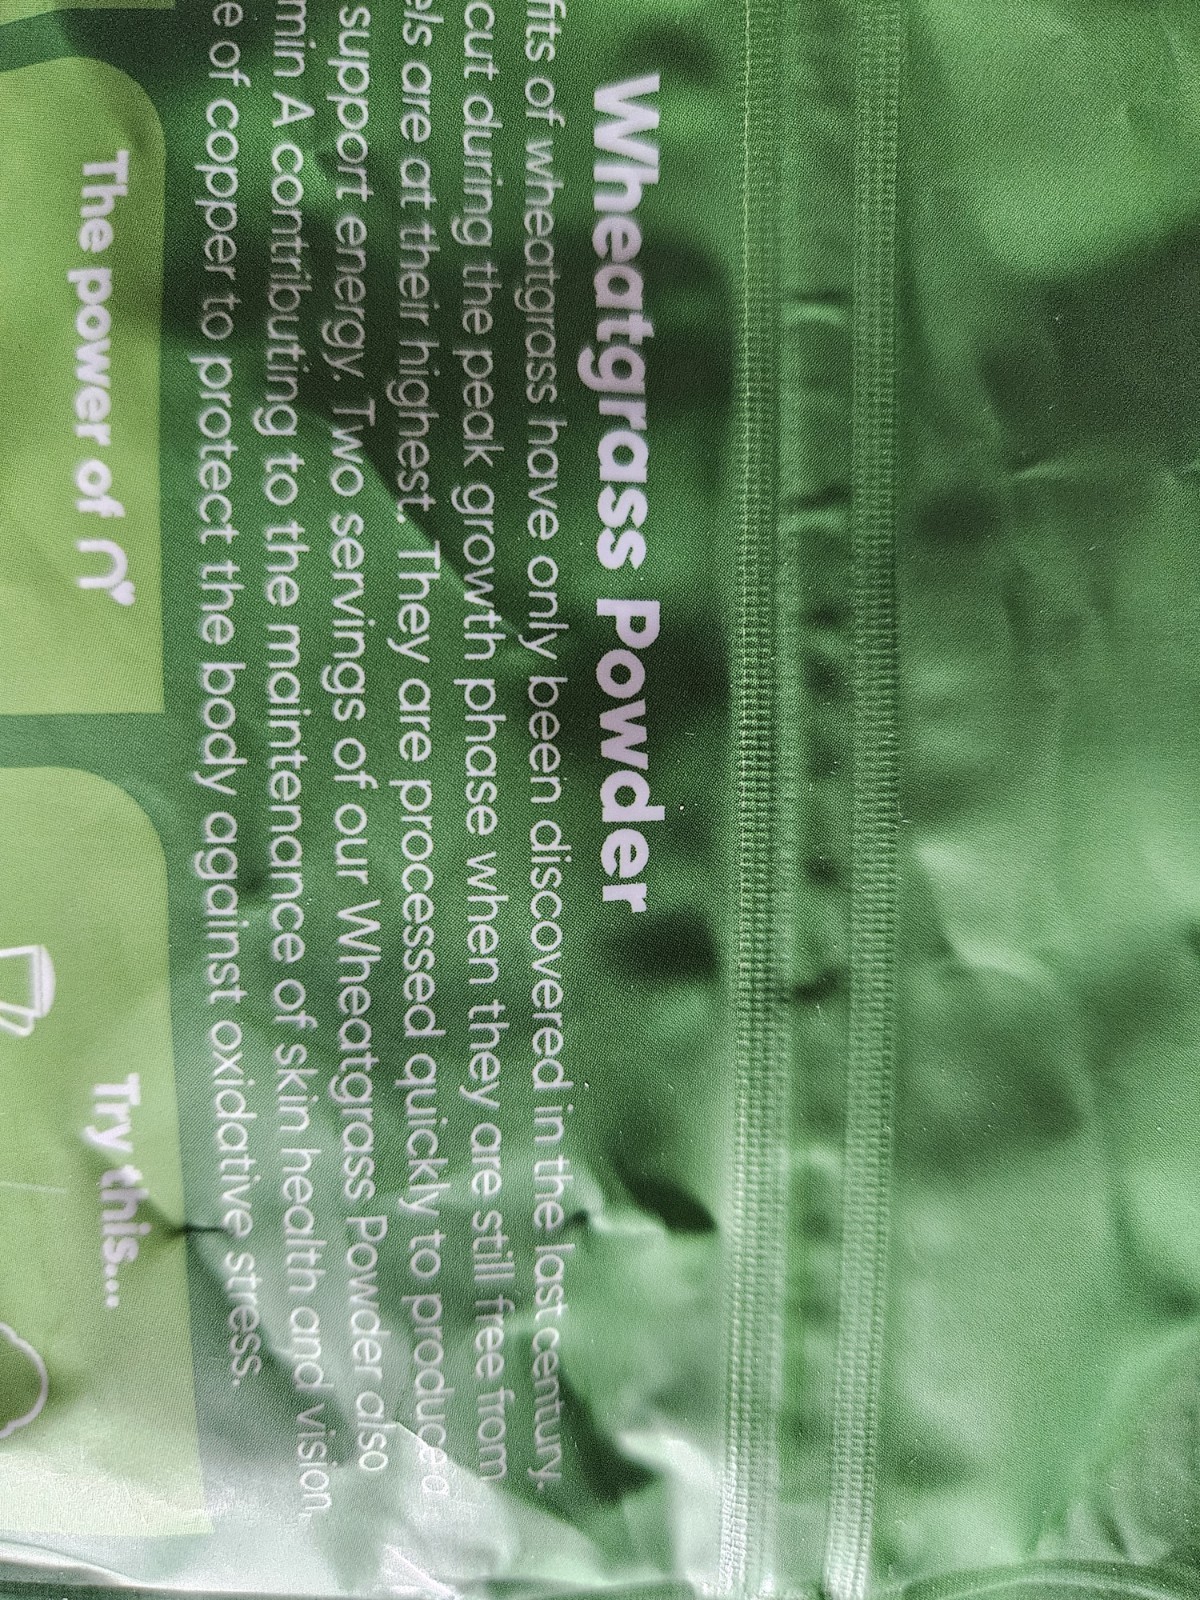 Wheatgrass Powder
fits of wheatgrass have only been discovered in the last century.
cut during the peak growth phase when they are still free from
els are at their highest. They are processed quickly to produce a
support energy. Two servings of our Wheatgrass Powder also
min A contributing to the maintenance of skin health and vision,
e of copper to protect the body against oxidative stress.
The power of
Try this...